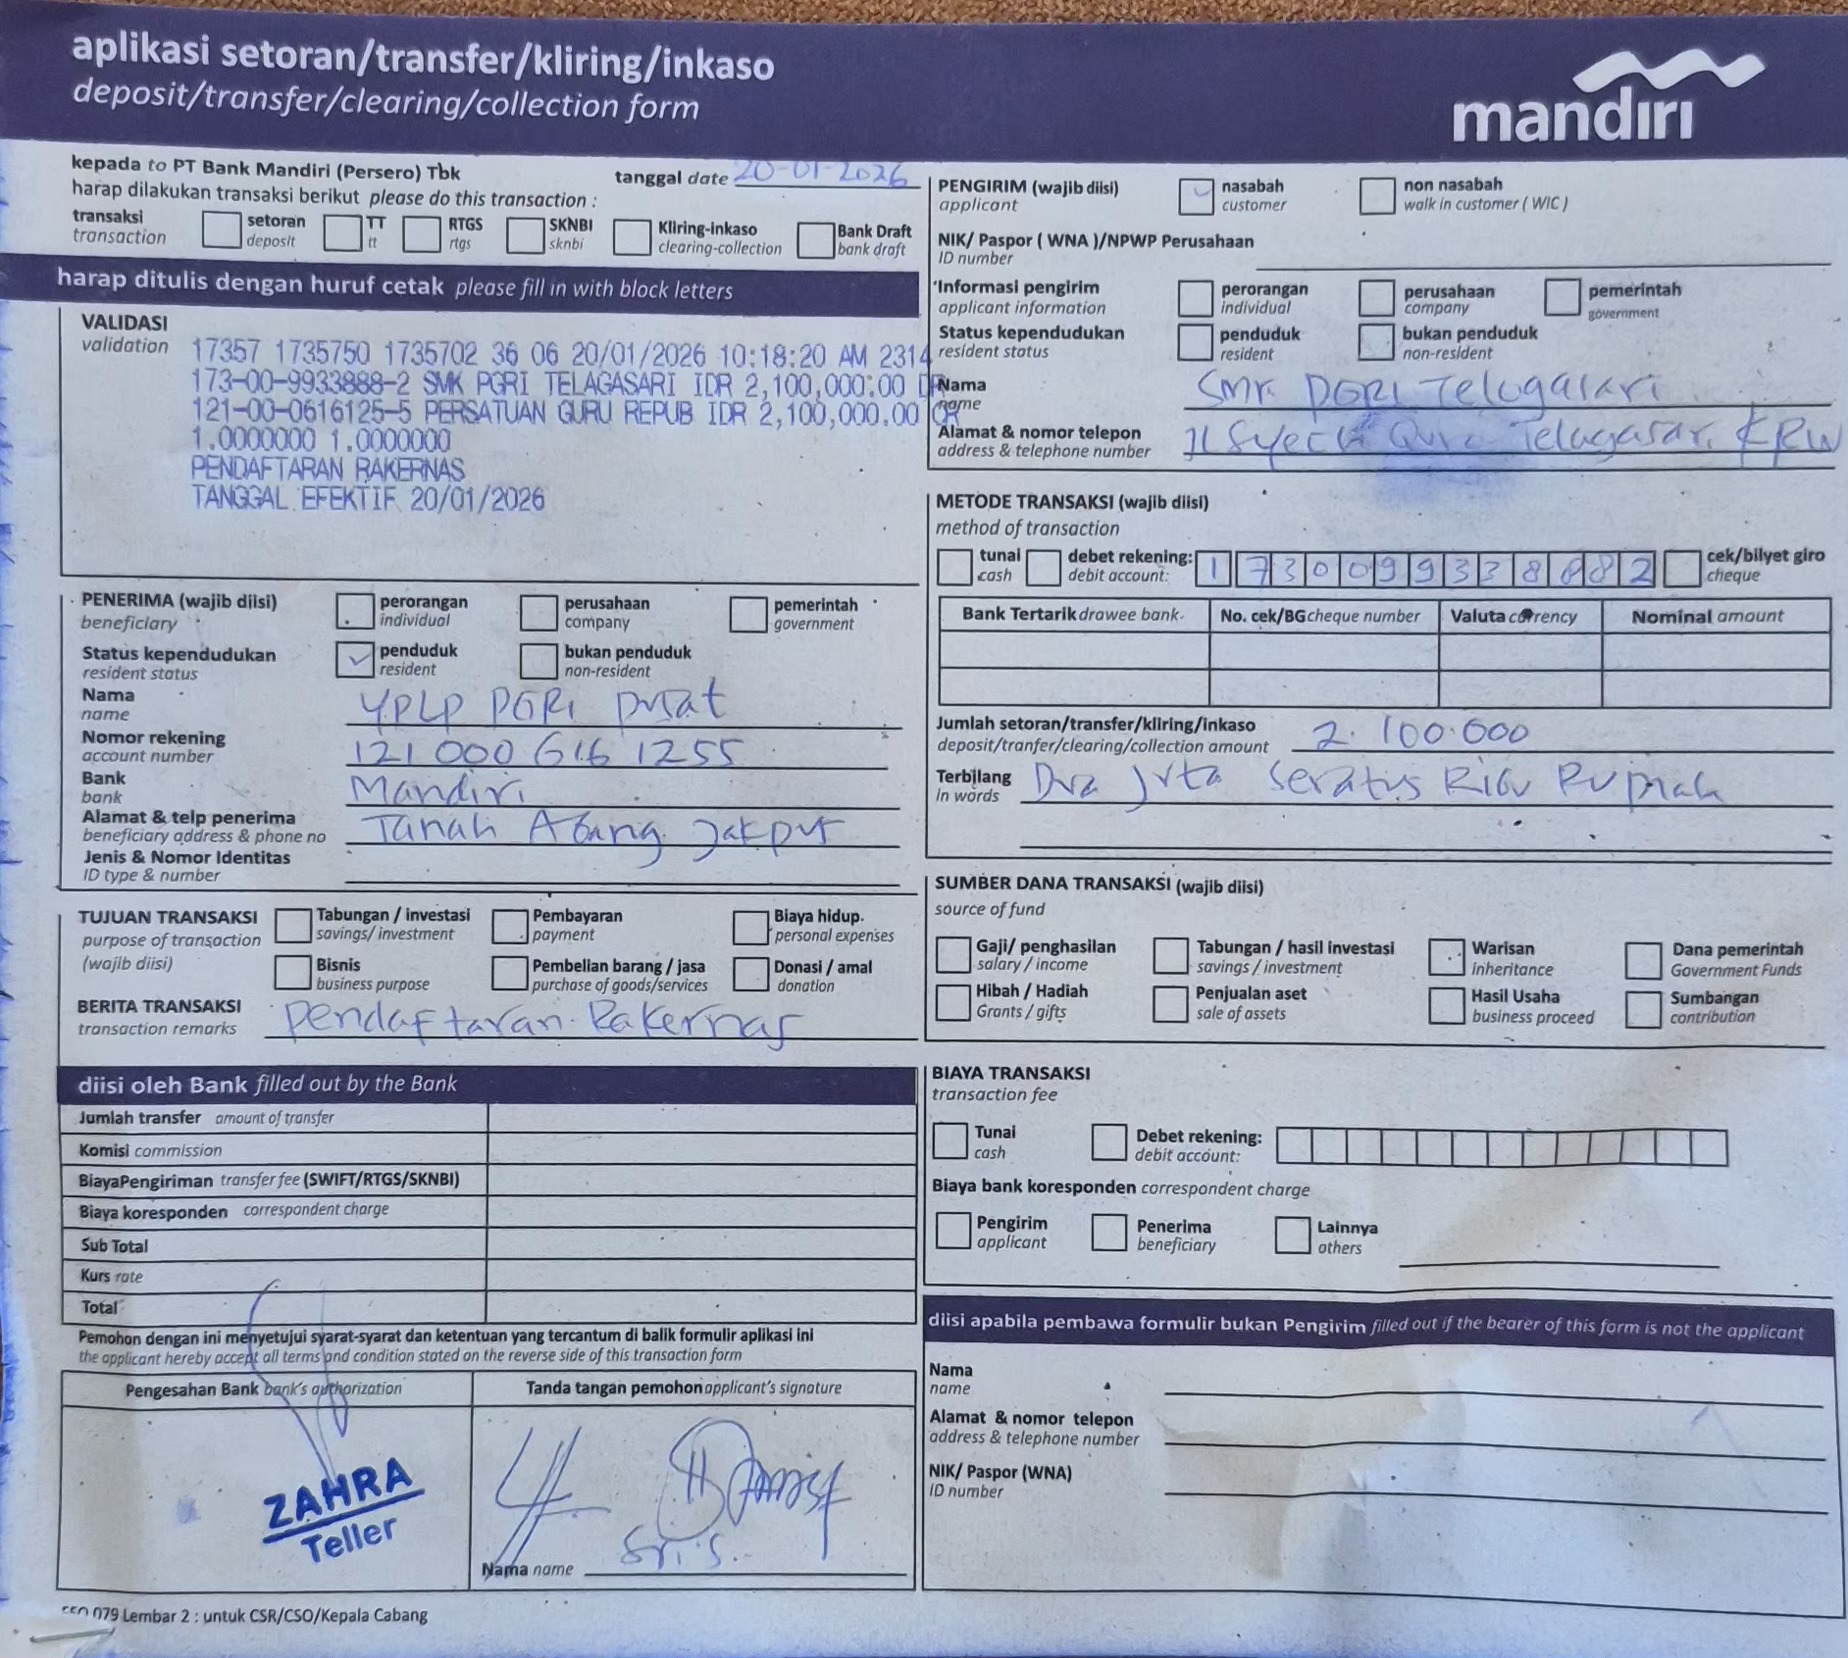 aplikasi setoran/transfer/kliring/inkaso
deposit/transfer/clearing/collection form
mandiri
kepada to PT Bank Mandiri (Persero) Tbk
tanggal date 20-01-2026
harap dilakukan transaksi berikut please do this transaction :
transaksi transaction
setoran deposit
TT tt
RTGS rtgs
SKNBI sknbi
Kliring-inkaso clearing-collection
Bank Draft bank draft
harap ditulis dengan huruf cetak please fill in with block letters
VALIDASI
validation
17357 1735750 1735702 36 06 20/01/2026 10:18:20 AM 2314
173-00-9933888-2 SMK PGRI TELAGASARI IDR 2,100,000.00 DR
121-00-0616125-5 PERSATUAN GURU REPUB IDR 2,100,000.00 CR
1.0000000 1.0000000
PENDAFTARAN RAKERNAS
TANGGAL EFEKTIF 20/01/2026
PENERIMA (wajib diisi)
beneficiary
perorangan individual
perusahaan company
pemerintah government
Status kependudukan
resident status
penduduk resident
bukan penduduk non-resident
Nama
name
YPLP PGRI Pusat
Nomor rekening
account number
121 000 616 1255
Bank
bank
Mandiri
Alamat & telp penerima
beneficiary address & phone no
Tanah Abang Jakpus
Jenis & Nomor Identitas
ID type & number
TUJUAN TRANSAKSI
purpose of transaction
(wajib diisi)
Tabungan / investasi savings/ investment
Pembayaran payment
Biaya hidup. personal expenses
Bisnis business purpose
Pembelian barang / jasa purchase of goods/services
Donasi / amal donation
BERITA TRANSAKSI
transaction remarks
Pendaftaran Rakernas
diisi oleh Bank filled out by the Bank
Jumlah transfer amount of transfer
Komisi commission
BiayaPengiriman transfer fee (SWIFT/RTGS/SKNBI)
Biaya koresponden correspondent charge
Sub Total
Kurs rate
Total
Pemohon dengan ini menyetujui syarat-syarat dan ketentuan yang tercantum di balik formulir aplikasi ini
the applicant hereby accept all terms and condition stated on the reverse side of this transaction form
Pengesahan Bank bank's authorization
Tanda tangan pemohon applicant's signature
ZAHRA
Teller
Sri S.
Nama name
079 Lembar 2 : untuk CSR/CSO/Kepala Cabang
PENGIRIM (wajib diisi)
applicant
nasabah customer
non nasabah walk in customer ( WIC )
NIK/ Paspor ( WNA )/NPWP Perusahaan
ID number
Informasi pengirim
applicant information
perorangan individual
perusahaan company
pemerintah government
Status kependudukan
resident status
penduduk resident
bukan penduduk non-resident
Nama
name
SMK PGRI Telagasari
Alamat & nomor telepon
address & telephone number
Jl Syech Quro Telagasari KRW
METODE TRANSAKSI (wajib diisi)
method of transaction
tunai cash
debet rekening: debit account:
1730099338882
cek/bilyet giro cheque
Bank Tertarik drawee bank
No. cek/BG cheque number
Valuta currency
Nominal amount
Jumlah setoran/transfer/kliring/inkaso
deposit/tranfer/clearing/collection amount
2.100.000
Terbilang
In words
Dua Juta Seratus Ribu Rupiah
SUMBER DANA TRANSAKSI (wajib diisi)
source of fund
Gaji/ penghasilan salary / income
Tabungan / hasil investasi savings / investment
Warisan inheritance
Dana pemerintah Government Funds
Hibah / Hadiah Grants / gifts
Penjualan aset sale of assets
Hasil Usaha business proceed
Sumbangan contribution
BIAYA TRANSAKSI
transaction fee
Tunai cash
Debet rekening: debit account:
Biaya bank koresponden correspondent charge
Pengirim applicant
Penerima beneficiary
Lainnya others
diisi apabila pembawa formulir bukan Pengirim filled out if the bearer of this form is not the applicant
Nama
name
Alamat & nomor telepon
address & telephone number
NIK/ Paspor (WNA)
ID number